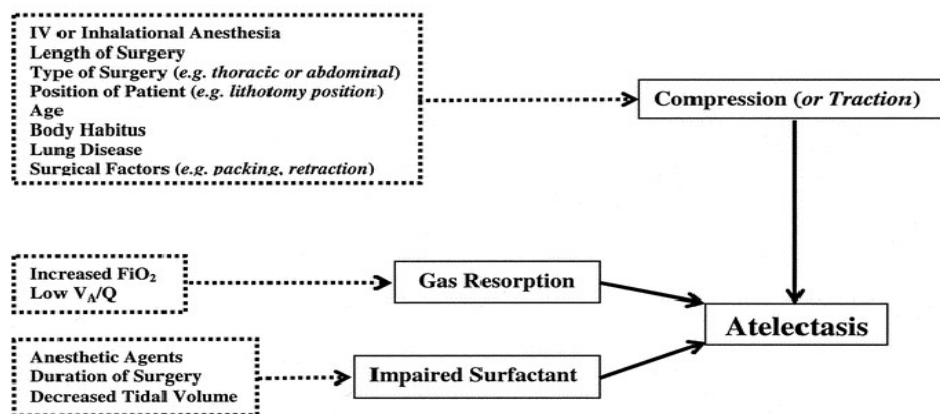 IV or Inhalational Anesthesia
Length of Surgery
Type of Surgery (e.g. thoracic or abdominal)
Position of Patient (e.g. lithotomy position)
Age
Body Habitus
Lung Disease
Surgical Factors (e.g. packing, retraction)
Compression (or Traction)
Increased FiO₂
Low V_A/Q
Gas Resorption
Atelectasis
Anesthetic Agents
Duration of Surgery
Decreased Tidal Volume
Impaired Surfactant